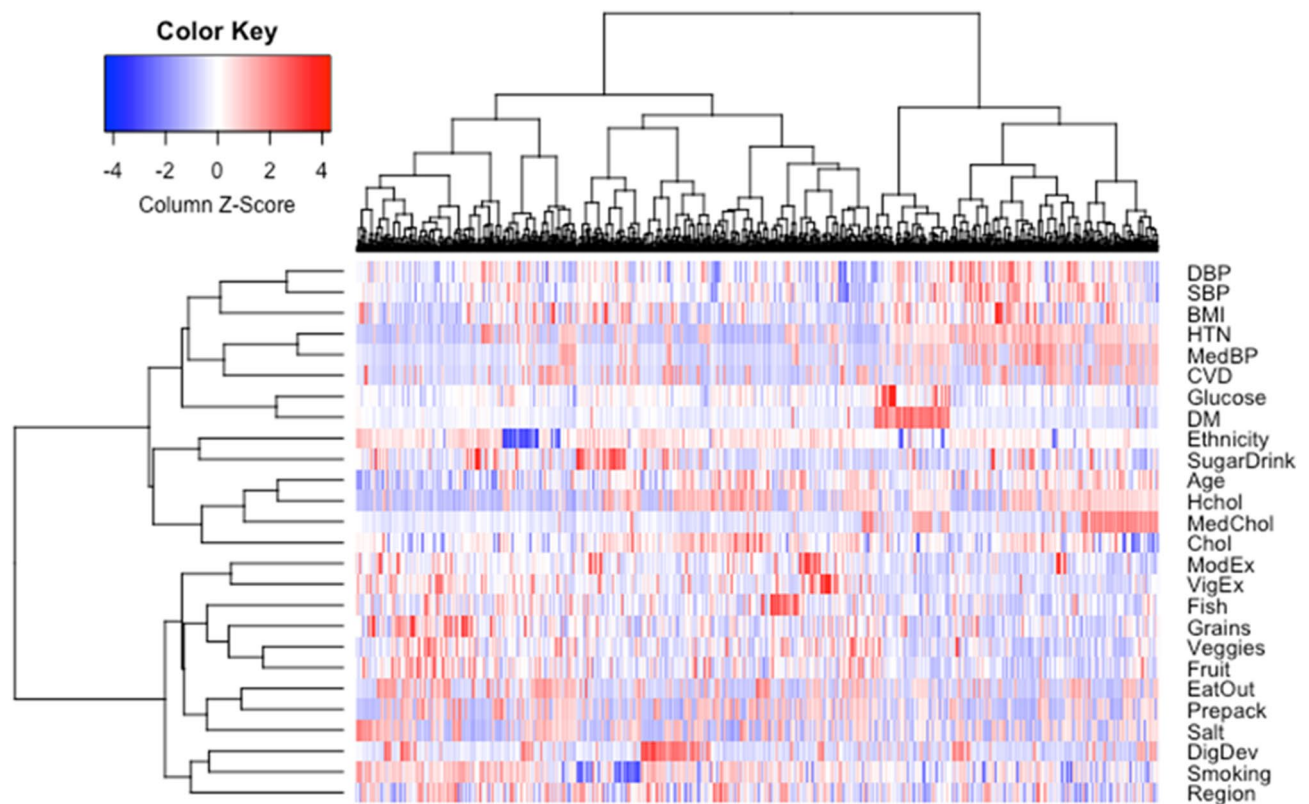 Color Key
-4 -2 0 2 4
Column Z-Score
DBP
SBP
BMI
HTN
MedBP
CVD
Glucose
DM
Ethnicity
SugarDrink
Age
Hchol
MedChol
Chol
ModEx
VigEx
Fish
Grains
Veggies
Fruit
EatOut
Prepack
Salt
DigDev
Smoking
Region